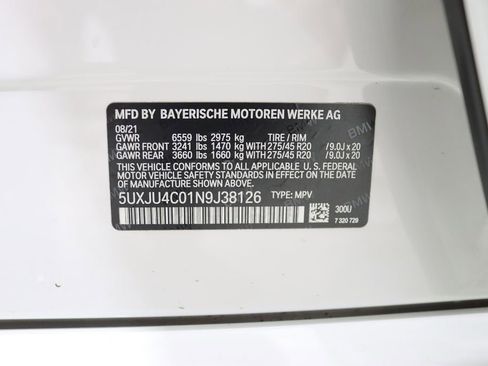 MFD BY BAYERISCHE MOTOREN WERKE AG
08/21
GVWR 6559 lbs 2975 kg TIRE / RIM
GAWR FRONT 3241 lbs 1470 kg WITH 275/45 R20 / 9.0J x 20
GAWR REAR 3660 lbs 1660 kg WITH 275/45 R20 / 9.0J x 20
THIS VEHICLE CONFORMS TO ALL APPLICABLE U.S. FEDERAL
MOTOR VEHICLE SAFETY STANDARDS IN EFFECT ON
THE DATE OF MANUFACTURE SHOWN ABOVE.
5UXJU4C01N9J38126 TYPE: MPV
300U
7 320 729